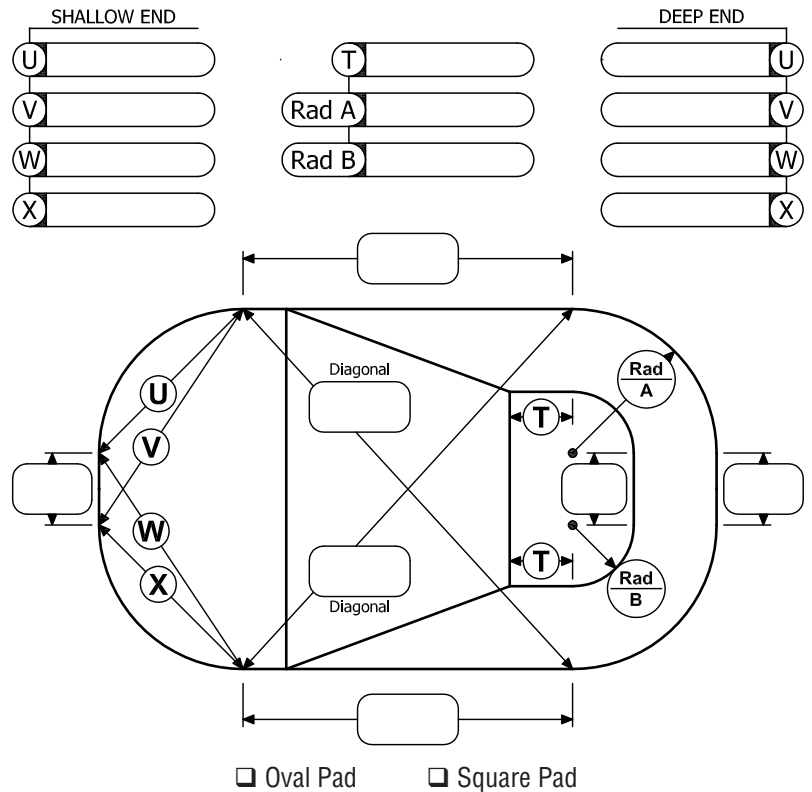 SHALLOW END
DEEP END
U
T
U
V
Rad A
V
W
Rad B
W
X
X
Diagonal
Rad
A
U
T
V
W
T
X
Rad
B
Diagonal
❑ Oval Pad
❑ Square Pad